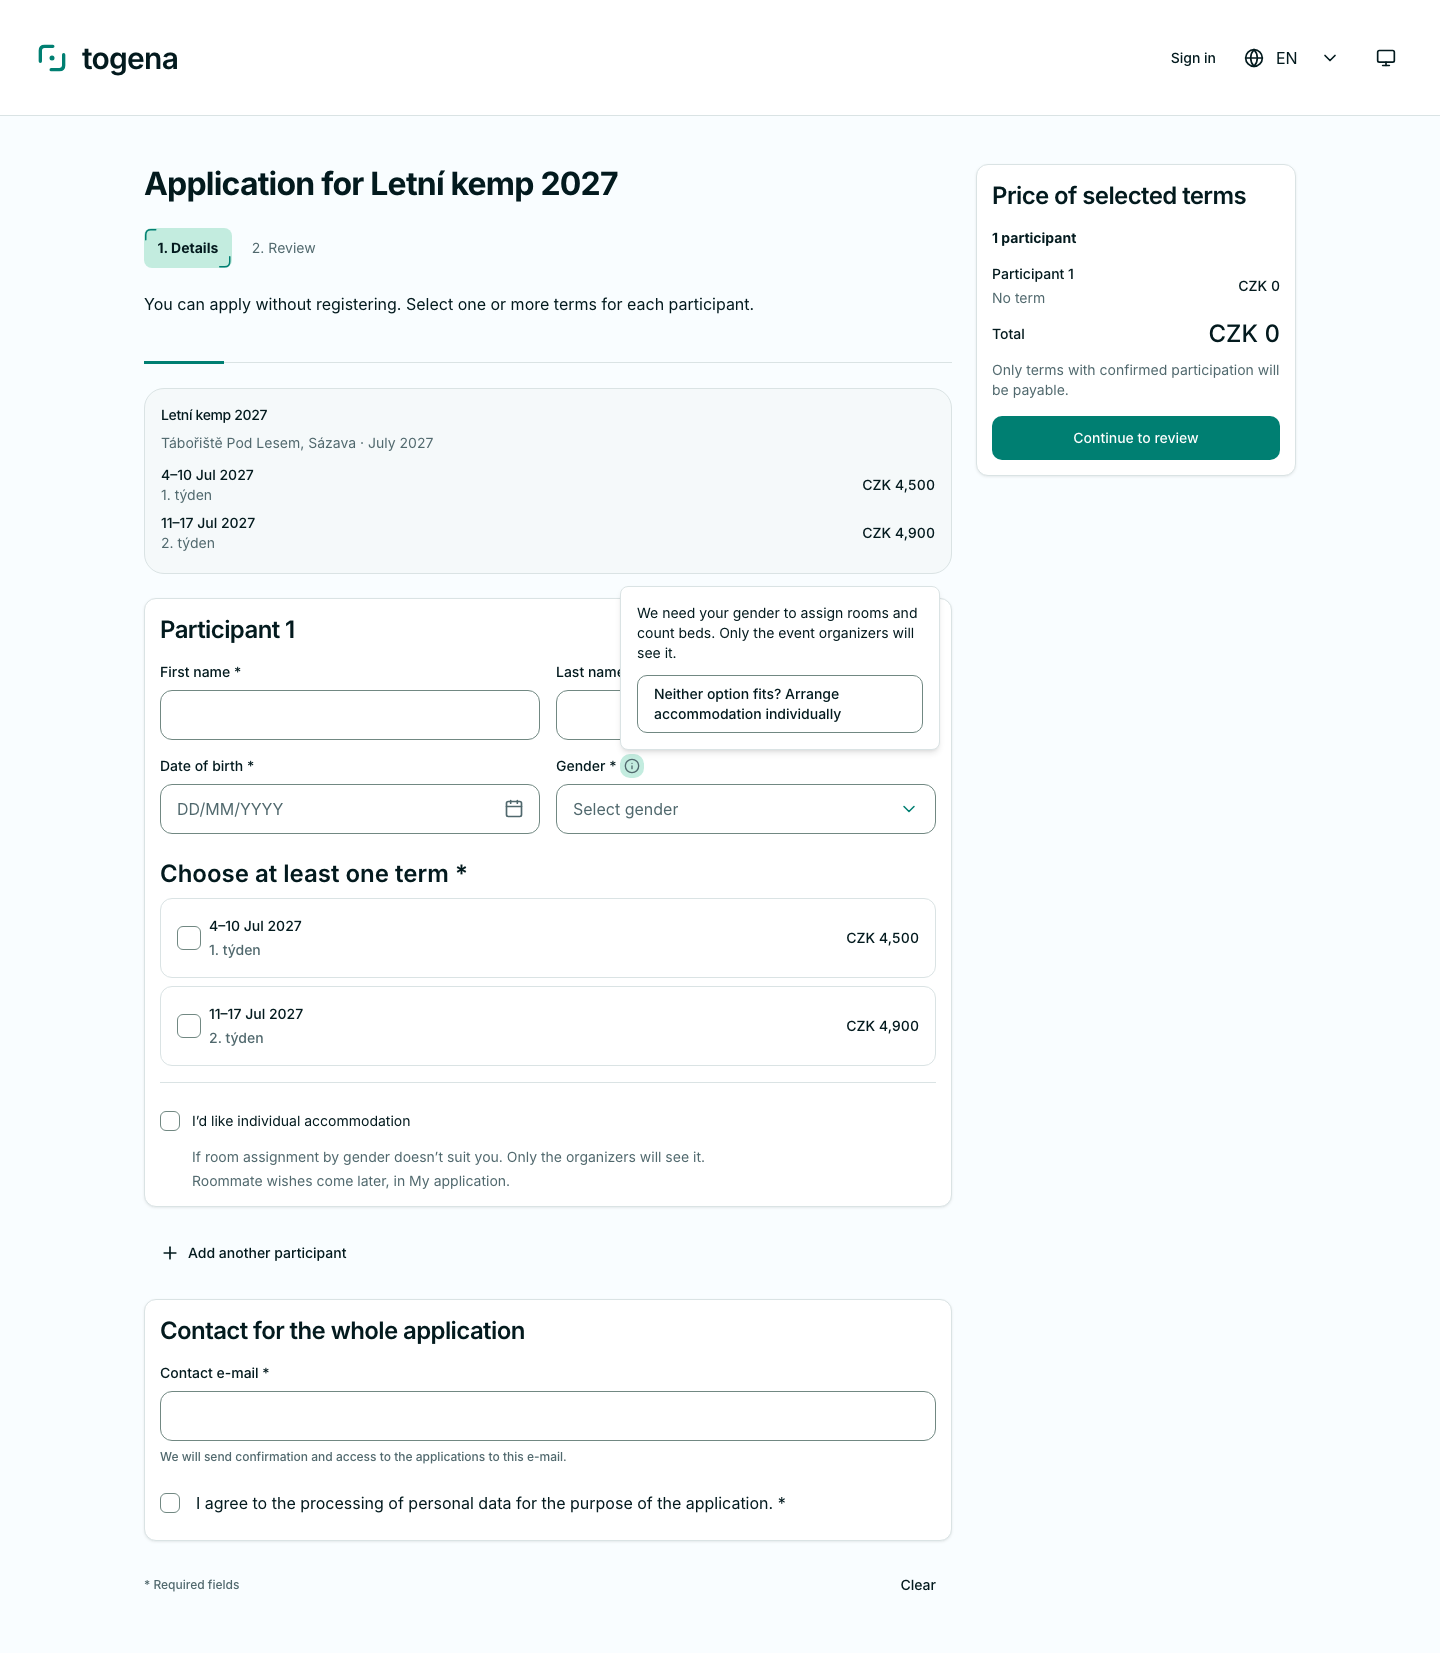 togena
Sign in
EN
Application for Letní kemp 2027
1. Details
2. Review
You can apply without registering. Select one or more terms for each participant.
Letní kemp 2027
Tábořiště Pod Lesem, Sázava · July 2027
4–10 Jul 2027
1. týden
CZK 4,500
11–17 Jul 2027
2. týden
CZK 4,900
Participant 1
We need your gender to assign rooms and
count beds. Only the event organizers will
see it.
Neither option fits? Arrange
accommodation individually
First name *
Last name
Date of birth *
DD/MM/YYYY
Gender *
Select gender
Choose at least one term *
4–10 Jul 2027
1. týden
CZK 4,500
11–17 Jul 2027
2. týden
CZK 4,900
I’d like individual accommodation
If room assignment by gender doesn’t suit you. Only the organizers will see it.
Roommate wishes come later, in My application.
Add another participant
Contact for the whole application
Contact e-mail *
We will send confirmation and access to the applications to this e-mail.
I agree to the processing of personal data for the purpose of the application. *
* Required fields
Clear
Price of selected terms
1 participant
Participant 1
No term
CZK 0
Total
CZK 0
Only terms with confirmed participation will
be payable.
Continue to review